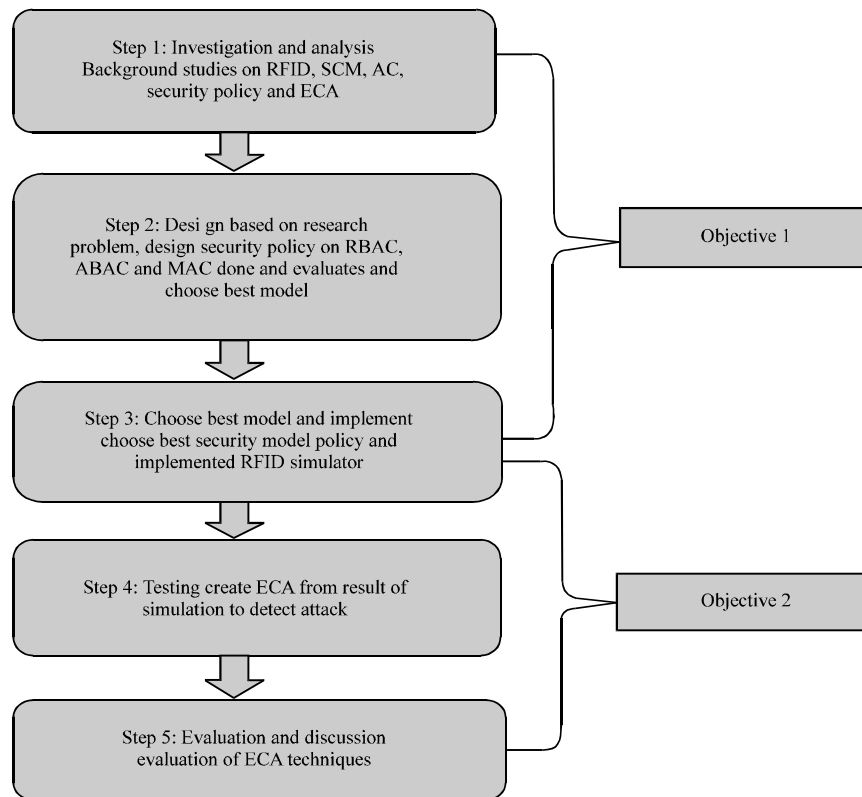 Step 1: Investigation and analysis
Background studies on RFID, SCM, AC,
security policy and ECA
Step 2: Desi gn based on research
problem, design security policy on RBAC,
ABAC and MAC done and evaluates and
choose best model
Objective 1
Step 3: Choose best model and implement
choose best security model policy and
implemented RFID simulator
Step 4: Testing create ECA from result of
simulation to detect attack
Objective 2
Step 5: Evaluation and discussion
evaluation of ECA techniques